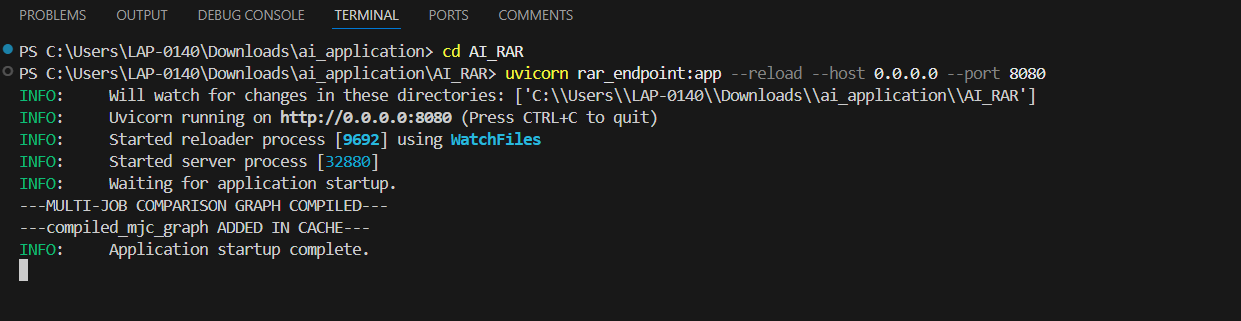 PROBLEMS OUTPUT DEBUG CONSOLE TERMINAL PORTS COMMENTS
PS C:\Users\LAP-0140\Downloads\ai_application> cd AI_RAR
PS C:\Users\LAP-0140\Downloads\ai_application\AI_RAR> uvicorn rar_endpoint:app --reload --host 0.0.0.0 --port 8080
INFO:     Will watch for changes in these directories: ['C:\\Users\\LAP-0140\\Downloads\\ai_application\\AI_RAR']
INFO:     Uvicorn running on http://0.0.0.0:8080 (Press CTRL+C to quit)
INFO:     Started reloader process [9692] using WatchFiles
INFO:     Started server process [32880]
INFO:     Waiting for application startup.
---MULTI-JOB COMPARISON GRAPH COMPILED---
---compiled_mjc_graph ADDED IN CACHE---
INFO:     Application startup complete.